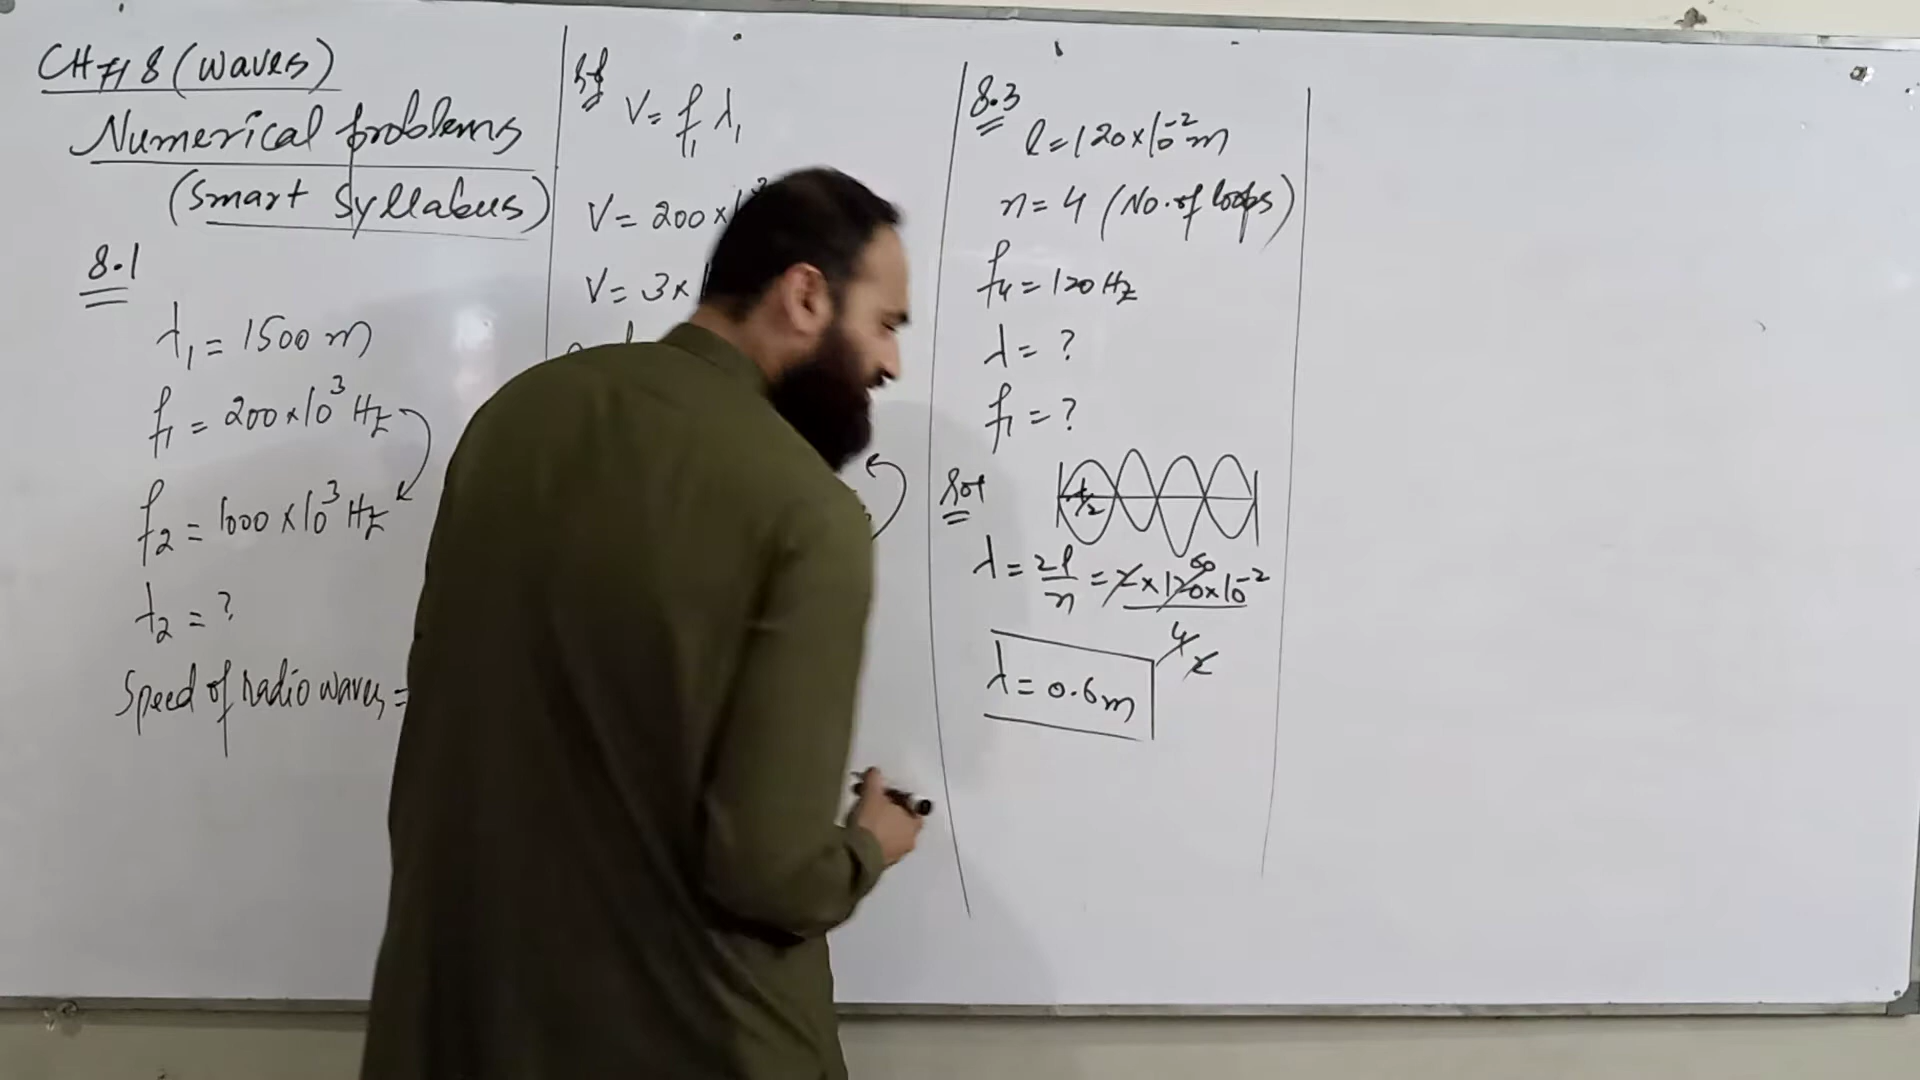 CH # 8 (Waves)
Numerical problems
(Smart Syllabus)
8.1
λ₁ = 1500 m
f₁ = 200×10³ Hz
f₂ = 1000×10³ Hz
λ₂ = ?
Speed of radio waves =
V = f₁ λ₁
V = 200×
V = 3×
8.3
l = 120×10⁻² m
n = 4 (No. of loops)
f₄ = 120 Hz
λ = ?
f₁ = ?
Sol
λ/2
λ = 2l/n = 2×120×10⁻²/4
60
2
λ = 0.6 m